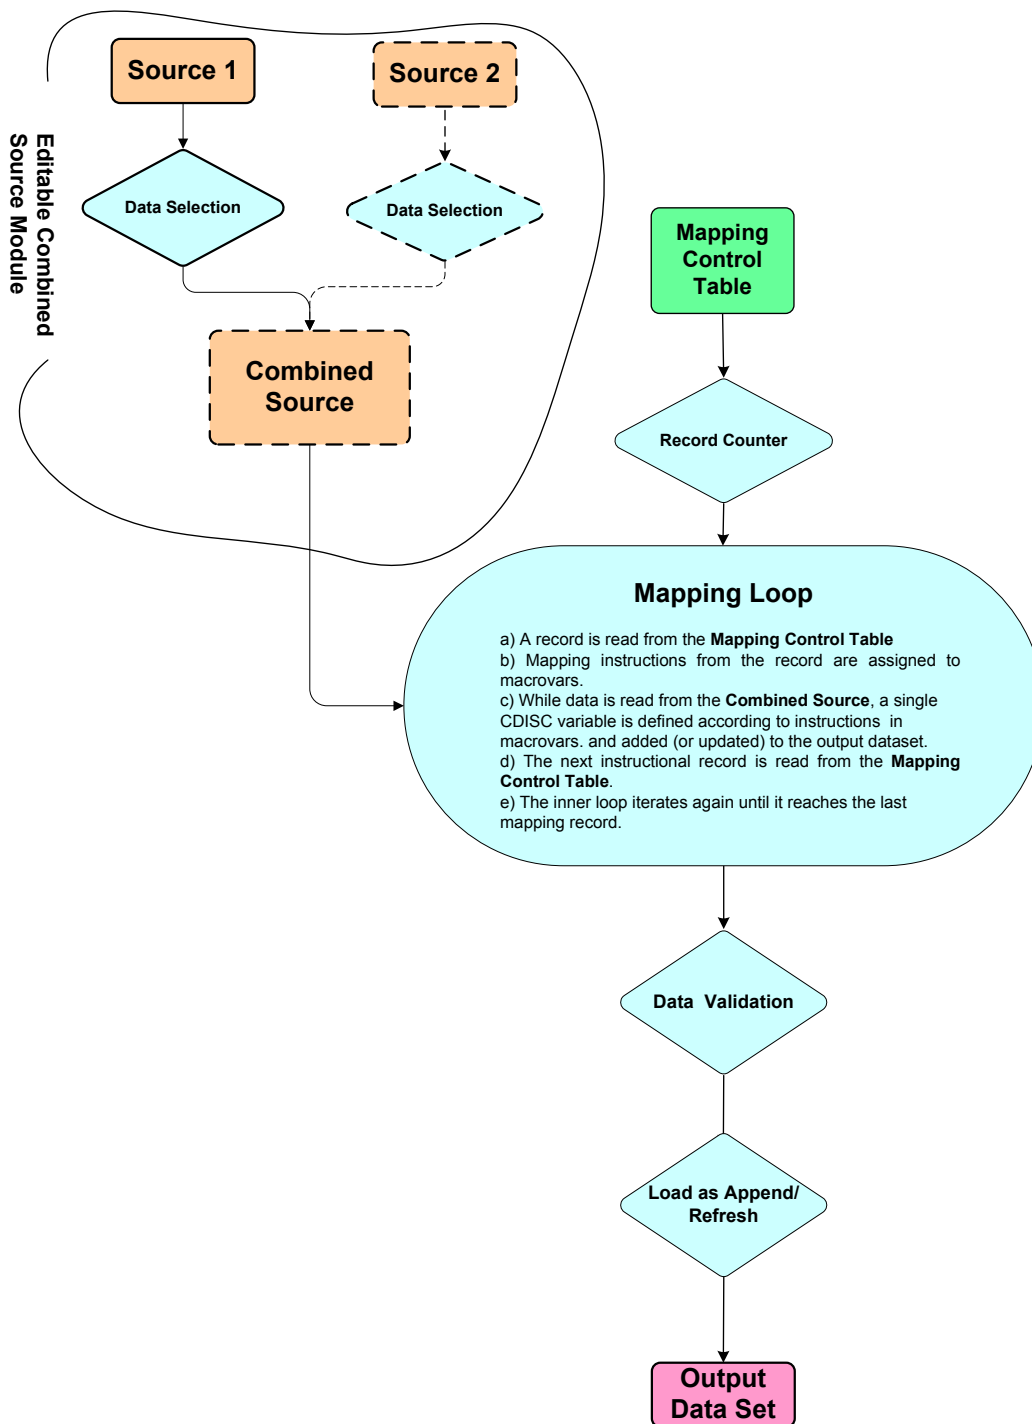 Source 1
Source 2
Editable Combined
Source Module
Data Selection
Data Selection
Combined
Source
Mapping
Control
Table
Record Counter
Mapping Loop
a) A record is read from the Mapping Control Table
b) Mapping instructions from the record are assigned to
macrovars.
c) While data is read from the Combined Source, a single
CDISC variable is defined according to instructions in
macrovars. and added (or updated) to the output dataset.
d) The next instructional record is read from the Mapping
Control Table.
e) The inner loop iterates again until it reaches the last
mapping record.
Data Validation
Load as Append/
Refresh
Output
Data Set